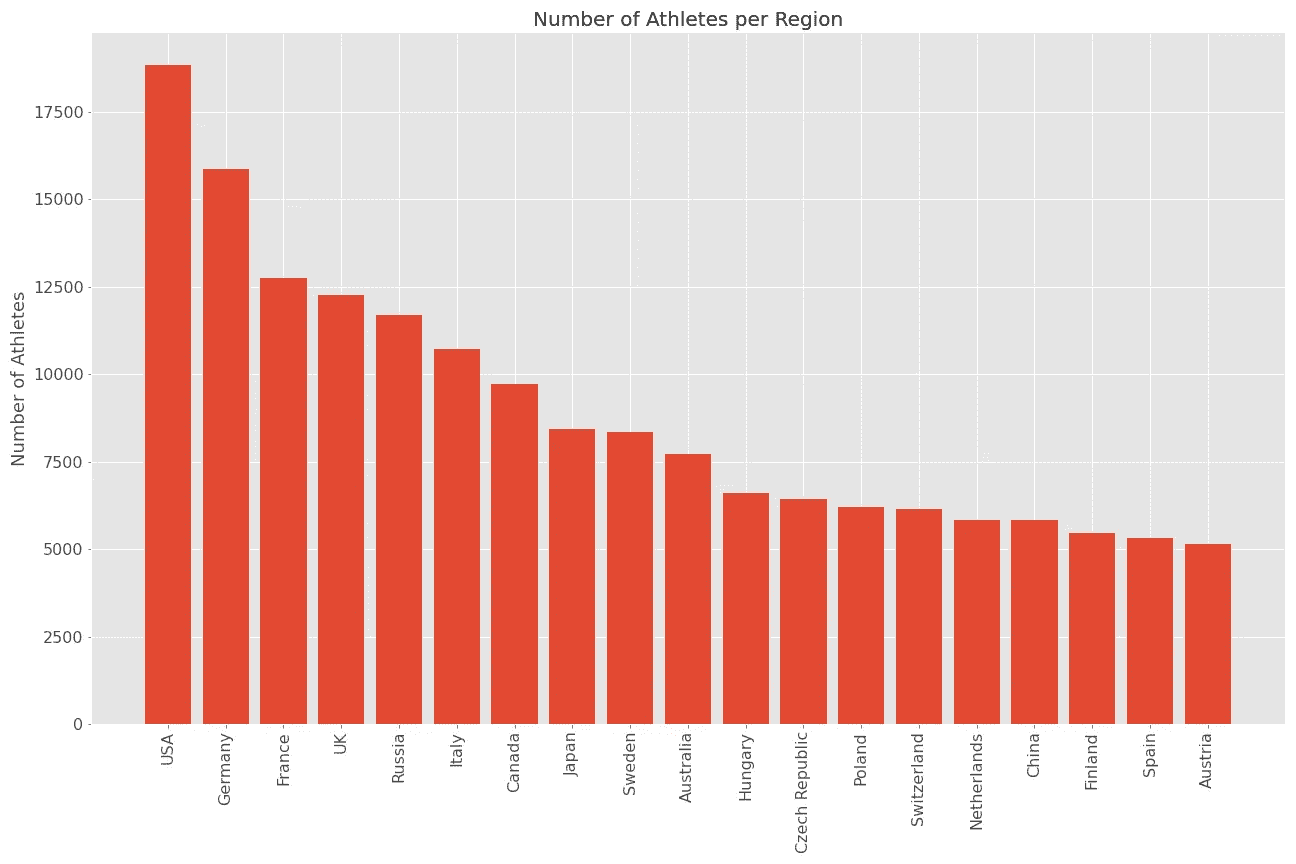 Number of Athletes per Region
Number of Athletes
17500
15000
12500
10000
7500
5000
2500
0
USA
Germany
France
UK
Russia
Italy
Canada
Japan
Sweden
Australia
Hungary
Czech Republic
Poland
Switzerland
Netherlands
China
Finland
Spain
Austria